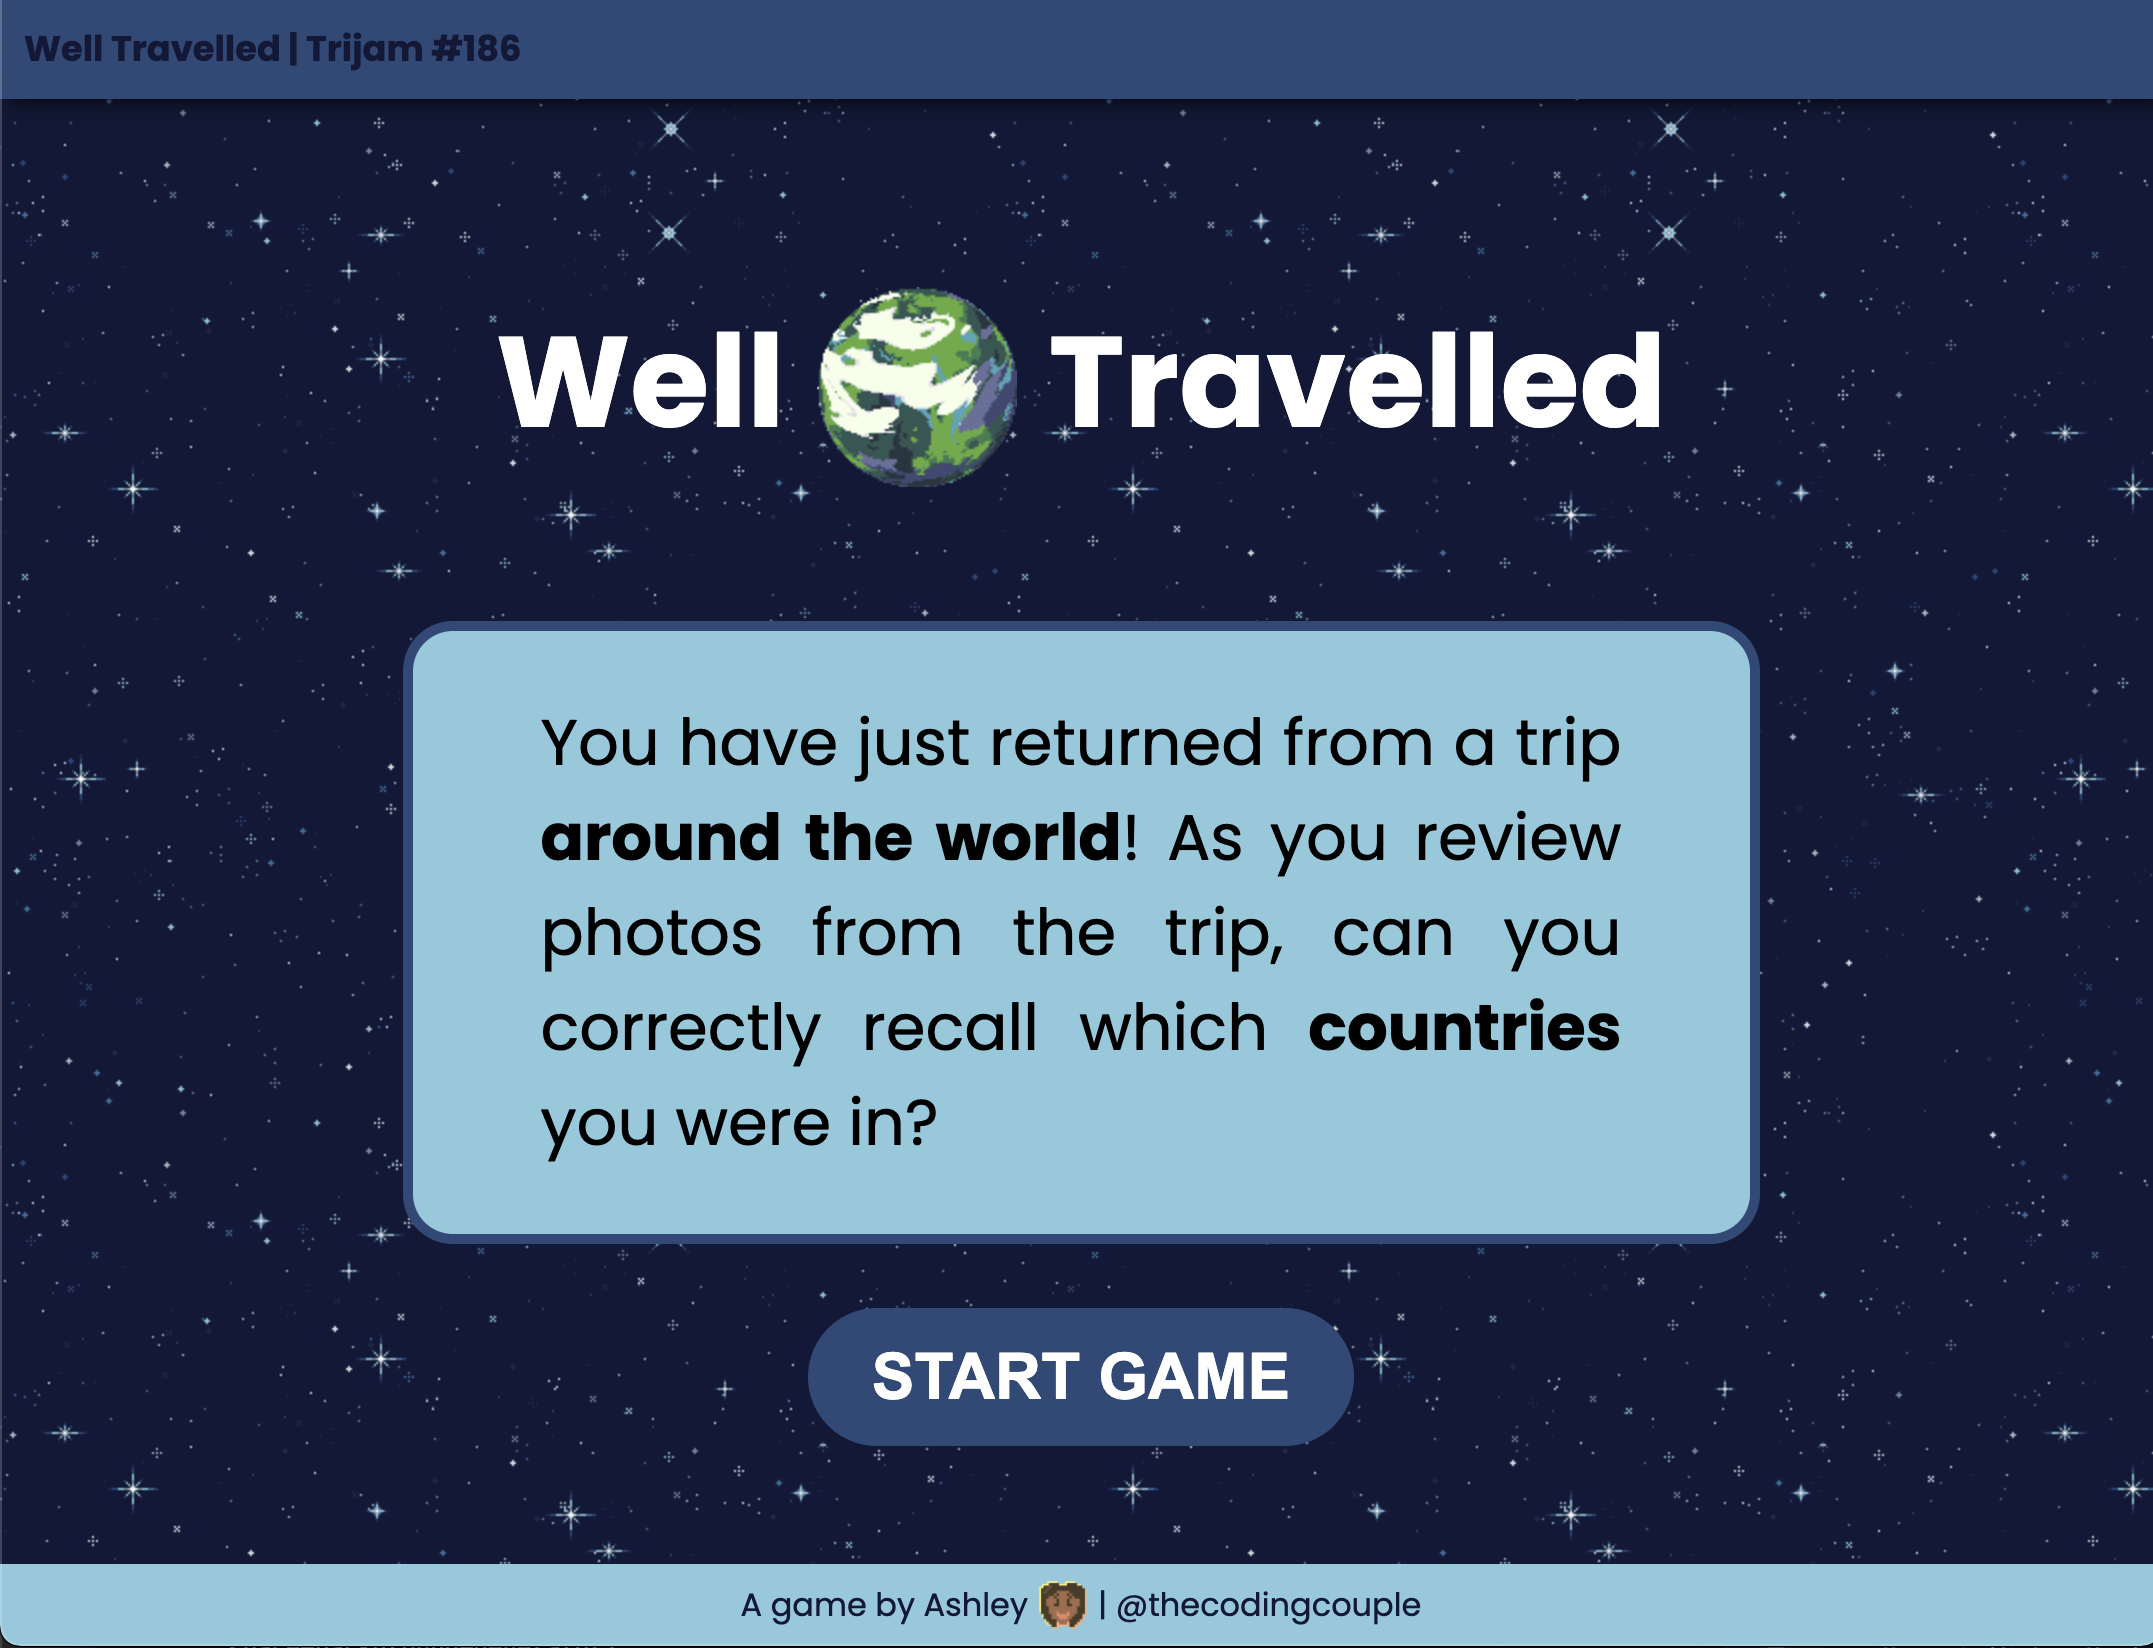 Well Travelled | Trijam #186
Well Travelled
You have just returned from a trip
around the world! As you review
photos from the trip, can you
correctly recall which countries
you were in?
START GAME
A game by Ashley | @thecodingcouple